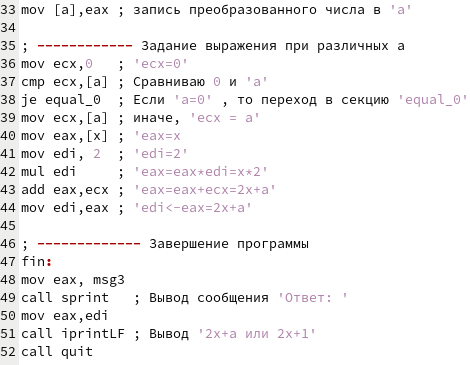 33 mov [a],eax ; запись преобразованного числа в 'a'
34
35 ; ------------ Задание выражения при различных a
36 mov ecx,0   ; 'ecx=0'
37 cmp ecx,[a] ; Сравниваю 0 и 'a'
38 je equal_0  ; Если 'a=0' , то переход в секцию 'equal_0'
39 mov ecx,[a] ; иначе, 'ecx = a'
40 mov eax,[x] ; 'eax=x
41 mov edi, 2  ; 'edi=2'
42 mul edi     ; 'eax=eax*edi=x*2'
43 add eax,ecx ; 'eax=eax+ecx=2x+a'
44 mov edi,eax ; 'edi<-eax=2x+a'
45
46 ; ------------- Завершение программы
47 fin:
48 mov eax, msg3
49 call sprint   ; Вывод сообщения 'Ответ: '
50 mov eax,edi
51 call iprintLF ; Вывод '2x+a или 2x+1'
52 call quit